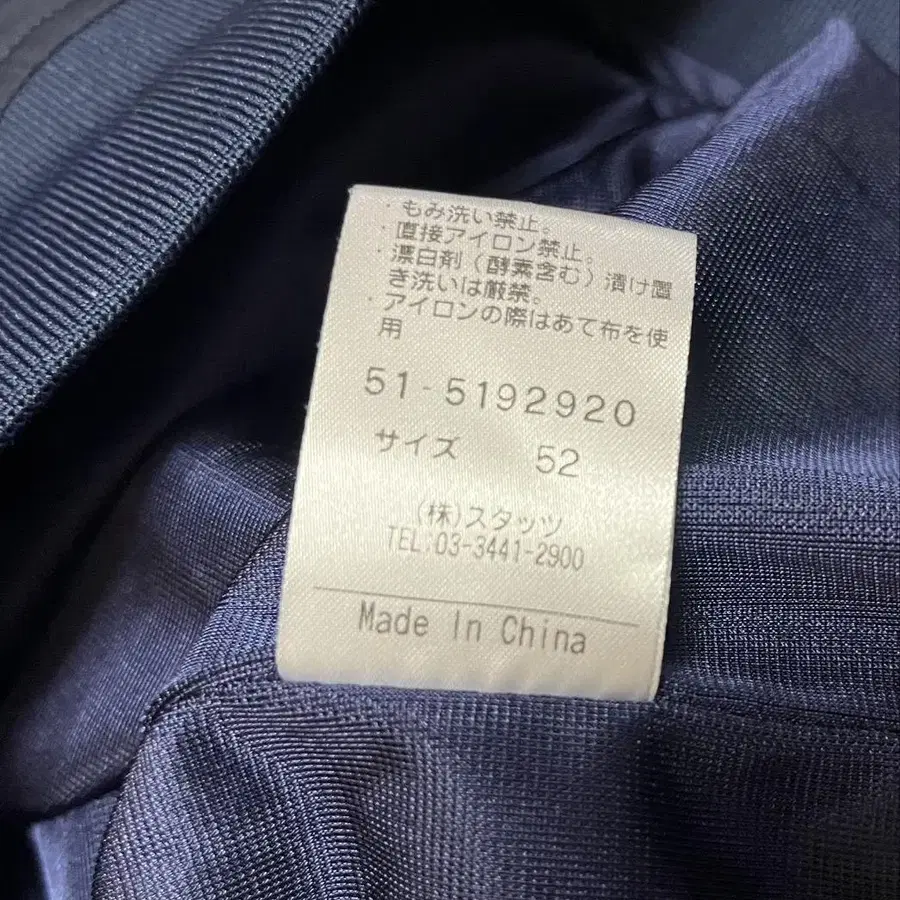 ・もみ洗い禁止。
・直接アイロン禁止。
・漂白剤(酵素含む)漬け置
き洗いは厳禁。
・アイロンの際はあて布を使
用
51-5192920
サイズ 52
(株)スタッツ
TEL:03-3441-2900
Made In China